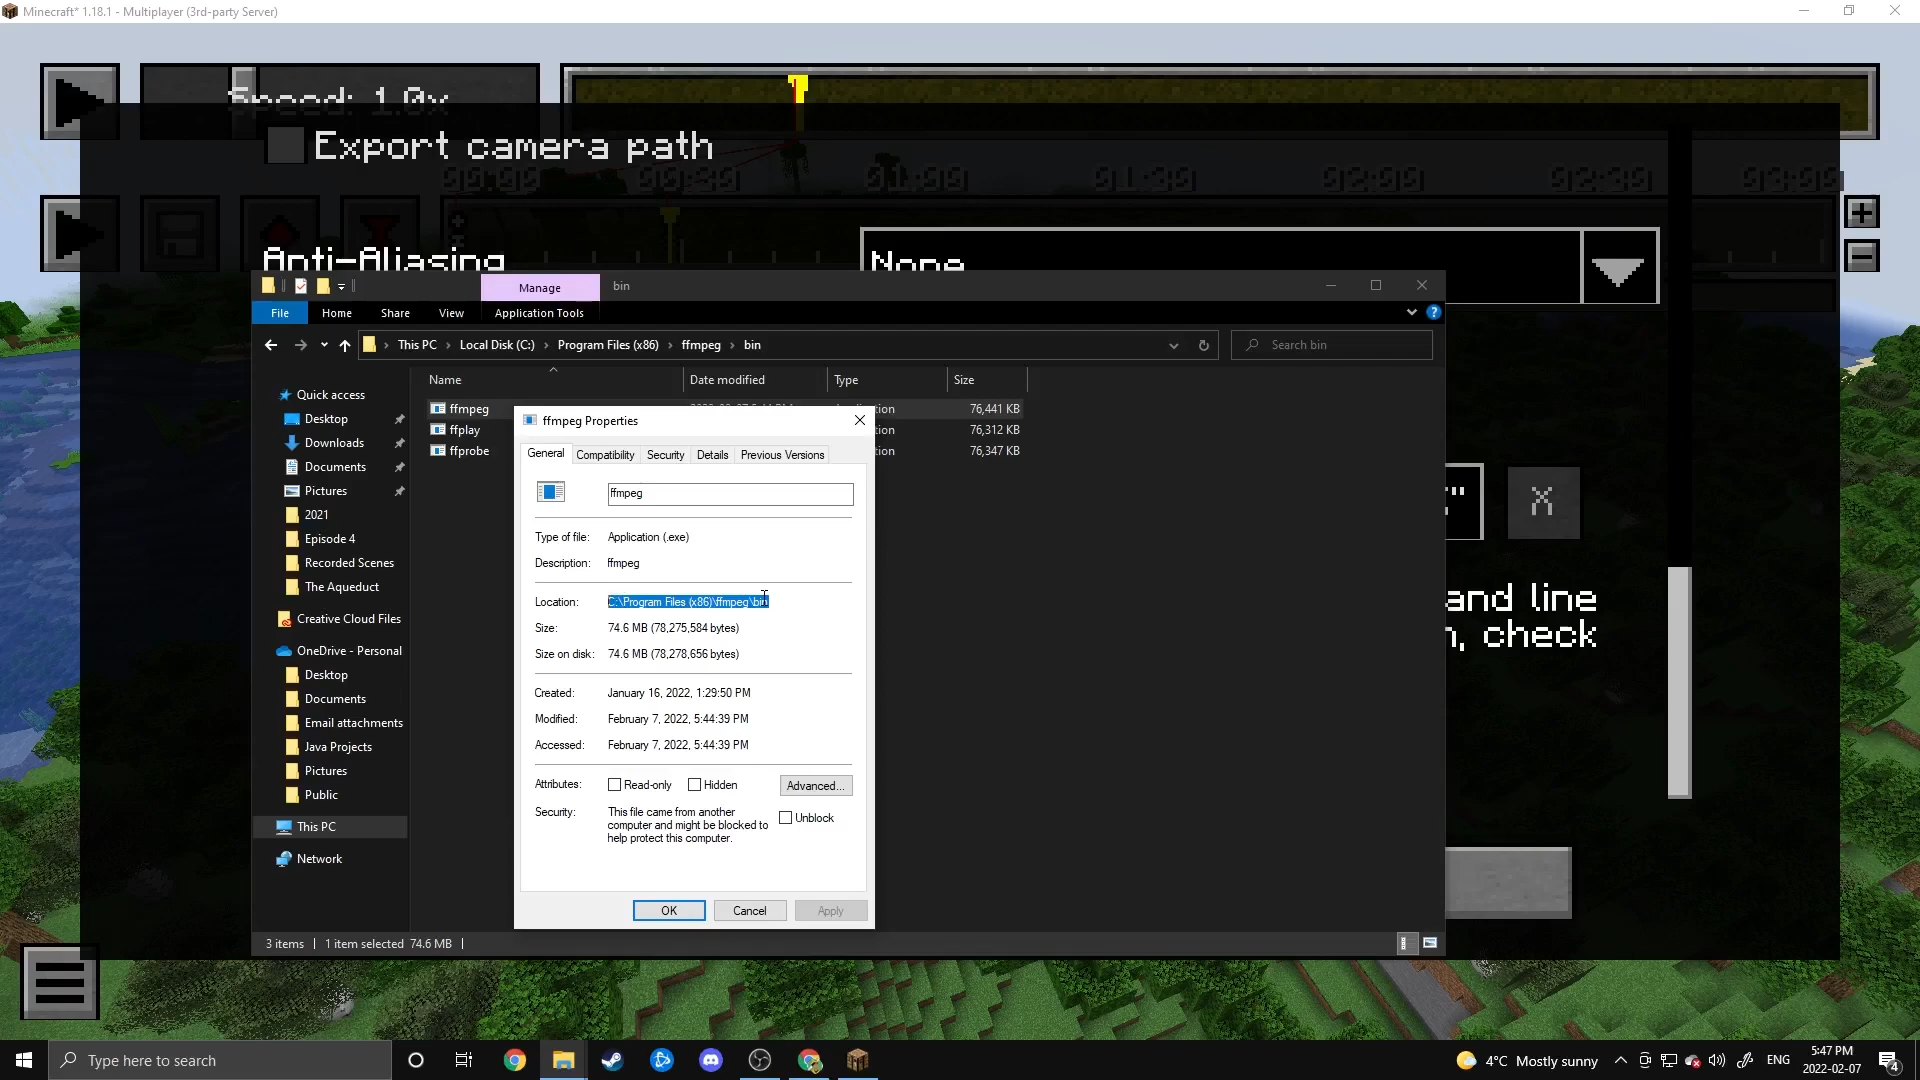 Minecraft* 1.18.1 - Multiplayer (3rd-party Server)
Speed: 1.0x
Export camera path
Anti-Aliasing
None
Manage
bin
File
Home
Share
View
Application Tools
This PC
Local Disk (C:)
Program Files (x86)
ffmpeg
bin
Search bin
Name
Date modified
Type
Size
Quick access
Desktop
Downloads
Documents
Pictures
2021
Episode 4
Recorded Scenes
The Aqueduct
Creative Cloud Files
OneDrive - Personal
Desktop
Documents
Email attachments
Java Projects
Pictures
Public
This PC
Network
ffmpeg
76,441 KB
ffplay
76,312 KB
ffprobe
76,347 KB
ffmpeg Properties
General
Compatibility
Security
Details
Previous Versions
ffmpeg
Type of file: Application (.exe)
Description: ffmpeg
Location: C:\Program Files (x86)\ffmpeg\bin
Size: 74.6 MB (78,275,584 bytes)
Size on disk: 74.6 MB (78,278,656 bytes)
Created: January 16, 2022, 1:29:50 PM
Modified: February 7, 2022, 5:44:39 PM
Accessed: February 7, 2022, 5:44:39 PM
Attributes: Read-only Hidden Advanced...
Security: This file came from another
computer and might be blocked to
help protect this computer.
Unblock
OK
Cancel
Apply
X
and line
, check
3 items
1 item selected 74.6 MB
Type here to search
4°C Mostly sunny
ENG
5:47 PM
2022-02-07
4